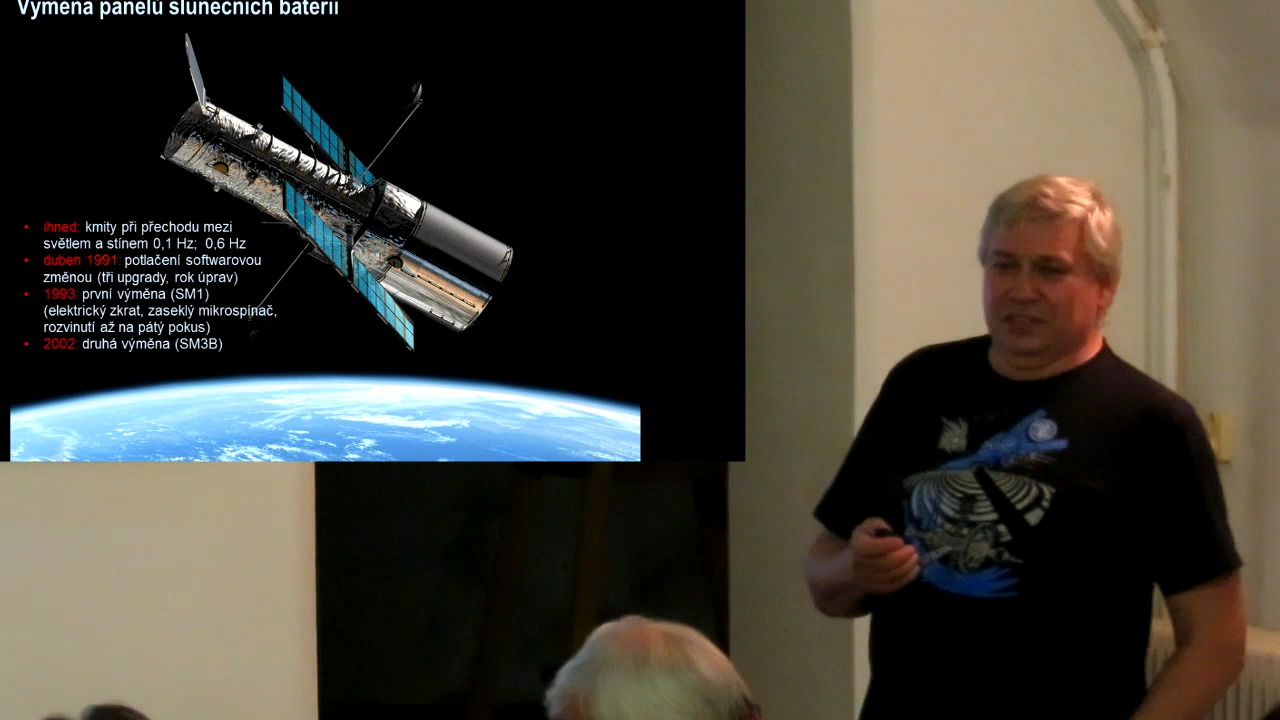 Výměna panelů slunečních baterií
• ihned: kmity při přechodu mezi
světlem a stínem 0,1 Hz; 0,6 Hz
• duben 1991: potlačení softwarovou
změnou (tři upgrady, rok úprav)
• 1993: první výměna (SM1)
(elektrický zkrat, zaseklý mikrospínač,
rozvinutí až na pátý pokus)
• 2002: druhá výměna (SM3B)